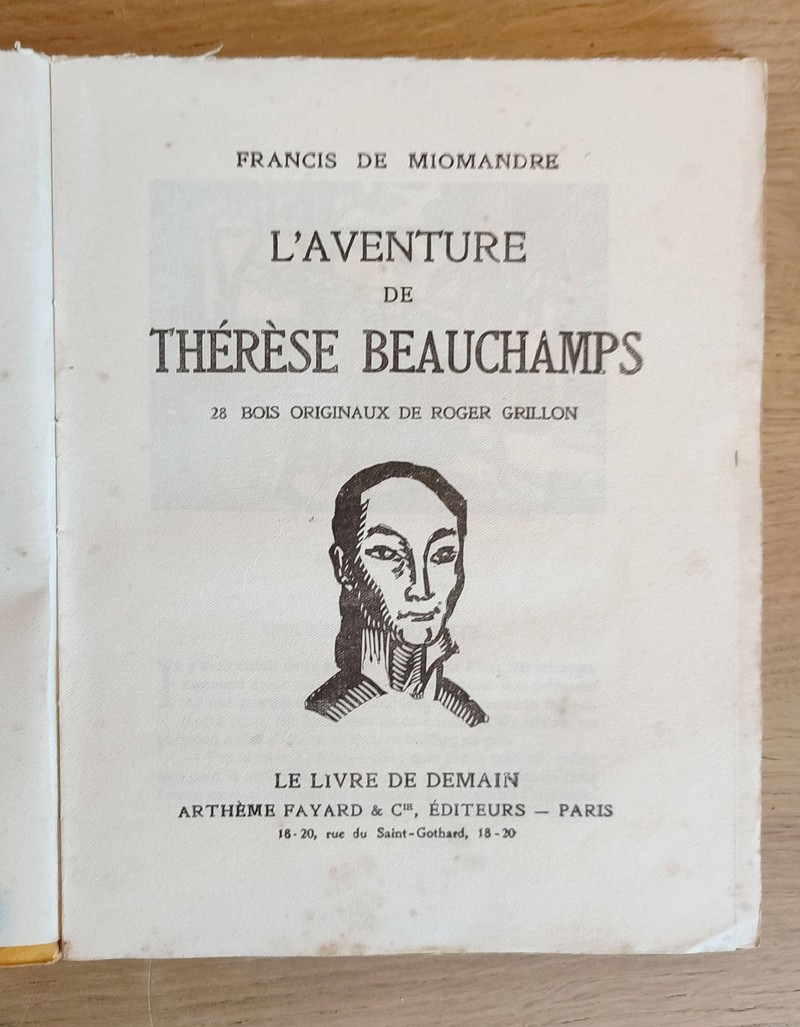 FRANCIS DE MIOMANDRE
L'AVENTURE
DE
THÉRÈSE BEAUCHAMPS
28 BOIS ORIGINAUX DE ROGER GRILLON
LE LIVRE DE DEMAIN
ARTHÈME FAYARD & Cie, ÉDITEURS — PARIS
18-20, rue du Saint-Gothard, 18-20